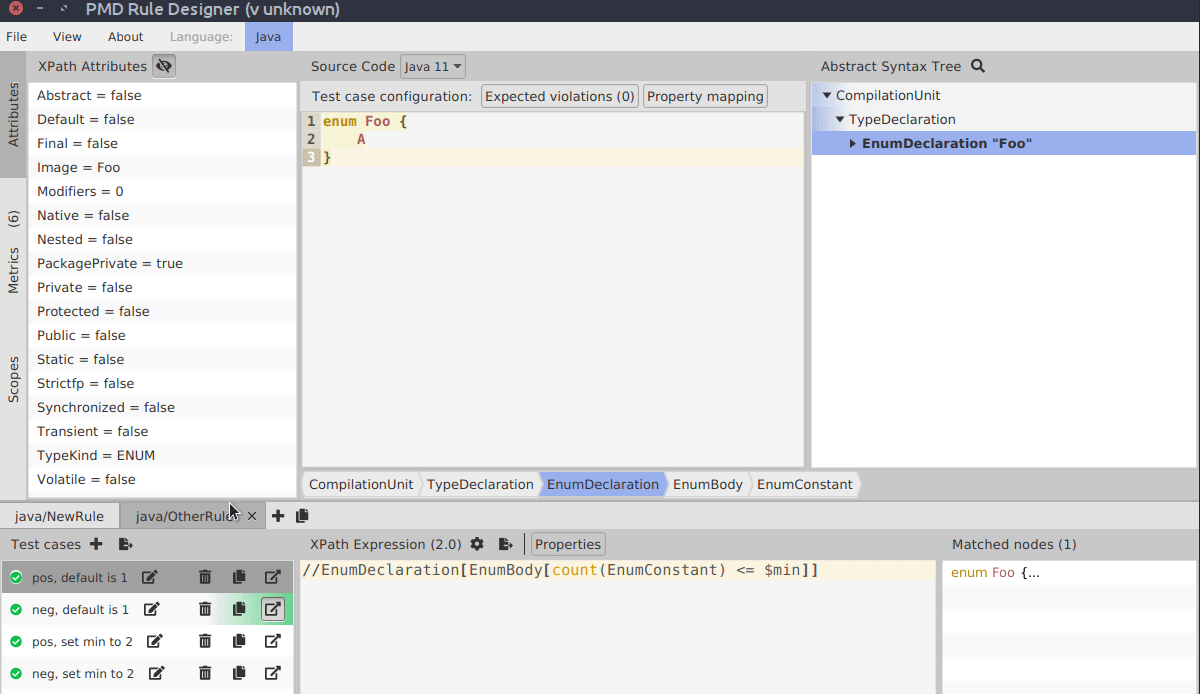 PMD Rule Designer (v unknown)
File View About Language: Java
XPath Attributes
Attributes
(6)
Metrics
Scopes
Abstract = false
Default = false
Final = false
Image = Foo
Modifiers = 0
Native = false
Nested = false
PackagePrivate = true
Private = false
Protected = false
Public = false
Static = false
Strictfp = false
Synchronized = false
Transient = false
TypeKind = ENUM
Volatile = false
Source Code Java 11
Test case configuration: Expected violations (0) Property mapping
1 enum Foo {
2 A
3 }
CompilationUnit TypeDeclaration EnumDeclaration EnumBody EnumConstant
Abstract Syntax Tree
CompilationUnit
TypeDeclaration
EnumDeclaration "Foo"
java/NewRule java/OtherRule
Test cases
pos, default is 1
neg, default is 1
pos, set min to 2
neg, set min to 2
XPath Expression (2.0) Properties
//EnumDeclaration[EnumBody[count(EnumConstant) <= $min]]
Matched nodes (1)
enum Foo {...